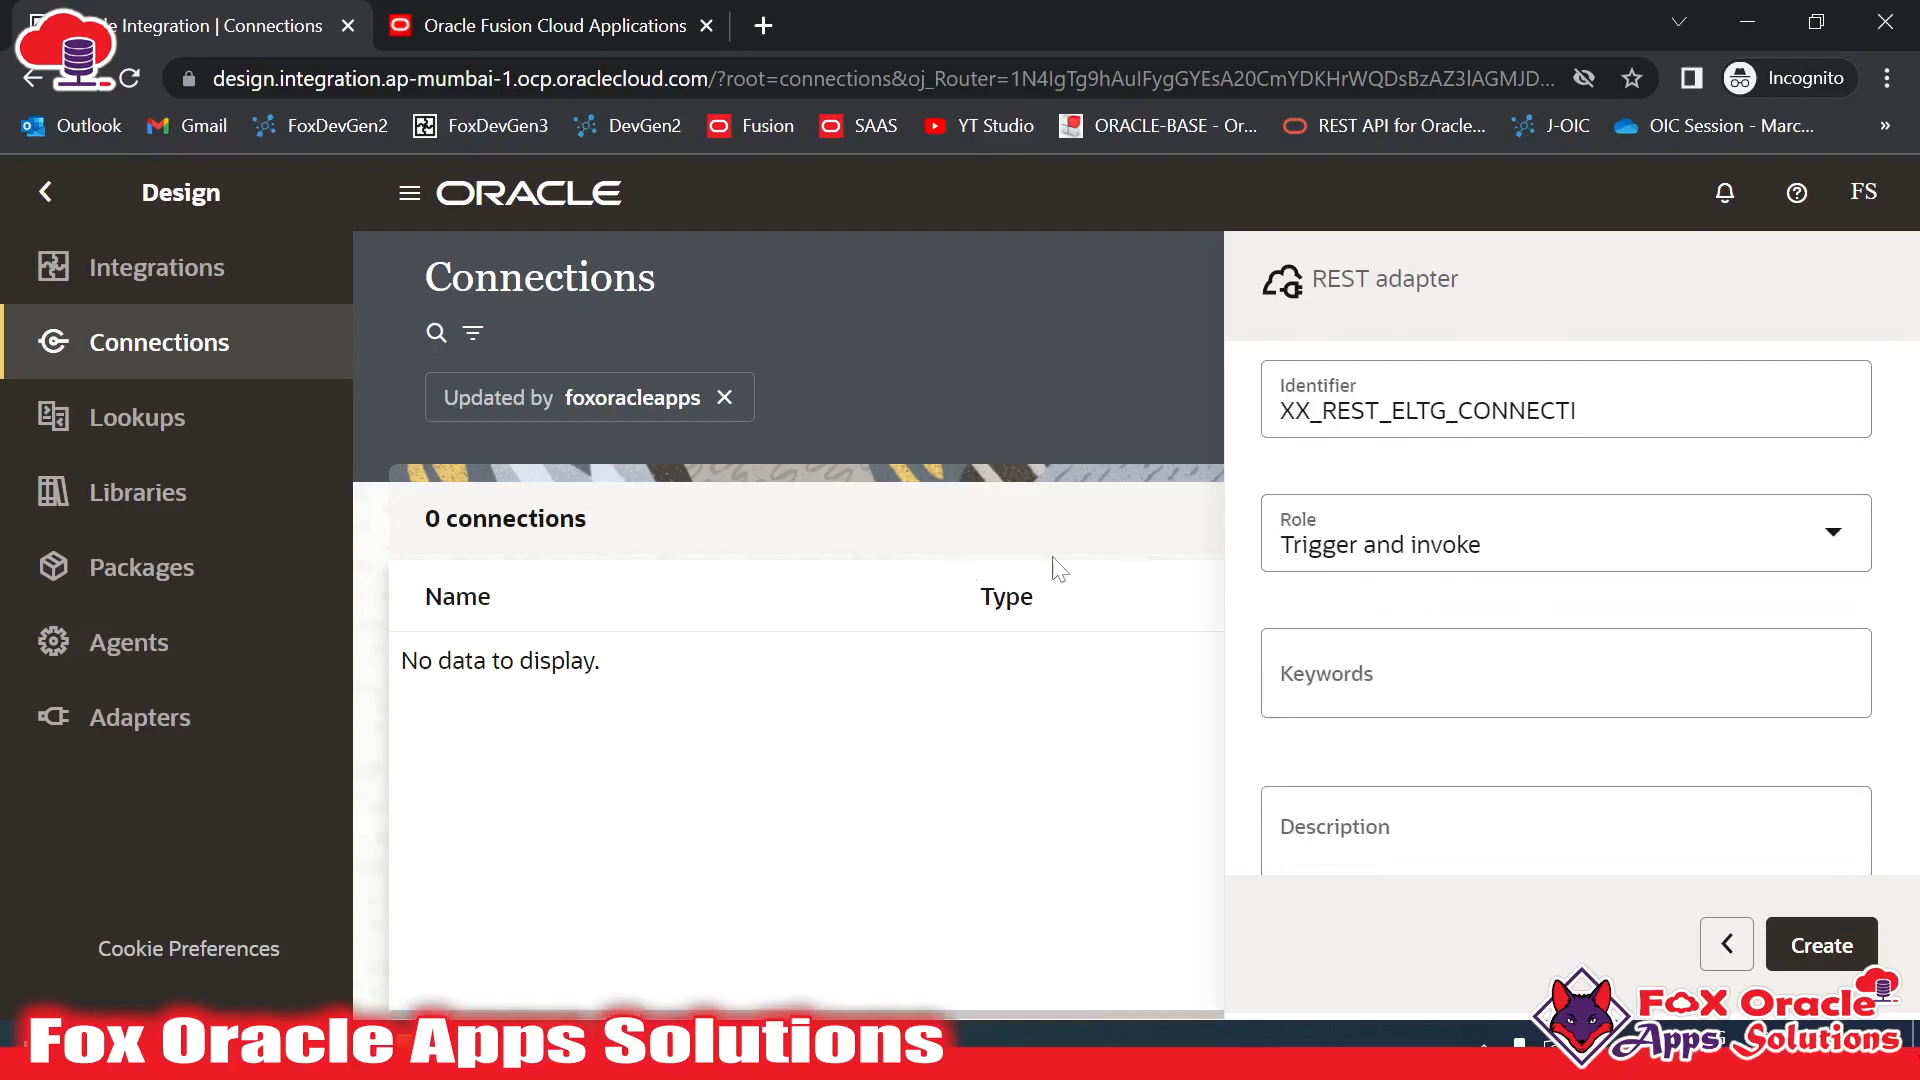 Integration | Connections
Oracle Fusion Cloud Applications
design.integration.ap-mumbai-1.ocp.oraclecloud.com/?root=connections&oj_Router=1N4IgTg9hAuIFygGYEsA20CmYDKHrWQDsBzAZ3lAGMJD...
Incognito
Outlook
Gmail
FoxDevGen2
FoxDevGen3
DevGen2
Fusion
SAAS
YT Studio
ORACLE-BASE - Or...
REST API for Oracle...
J-OIC
OIC Session - Marc...
Design
ORACLE
FS
Integrations
Connections
Lookups
Libraries
Packages
Agents
Adapters
Cookie Preferences
Connections
Updated by foxoracleapps
0 connections
Name
Type
No data to display.
REST adapter
Identifier
XX_REST_ELTG_CONNECTI
Role
Trigger and invoke
Keywords
Description
Create
Fox Oracle Apps Solutions
Fox Oracle
Apps Solutions